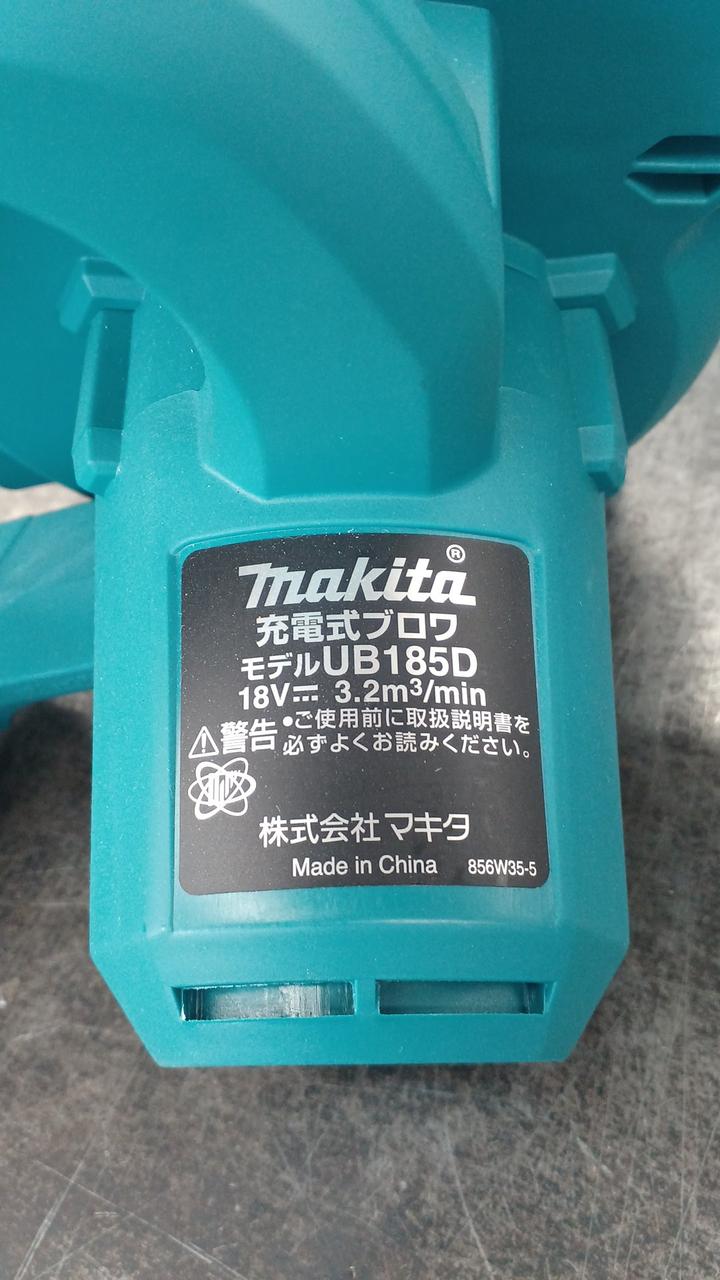 makita®
充電式ブロワ
モデルUB185D
18V⎓ 3.2m³/min
⚠警告 •ご使用前に取扱説明書を
必ずよくお読みください。
株式会社マキタ
Made in China 856W35-5